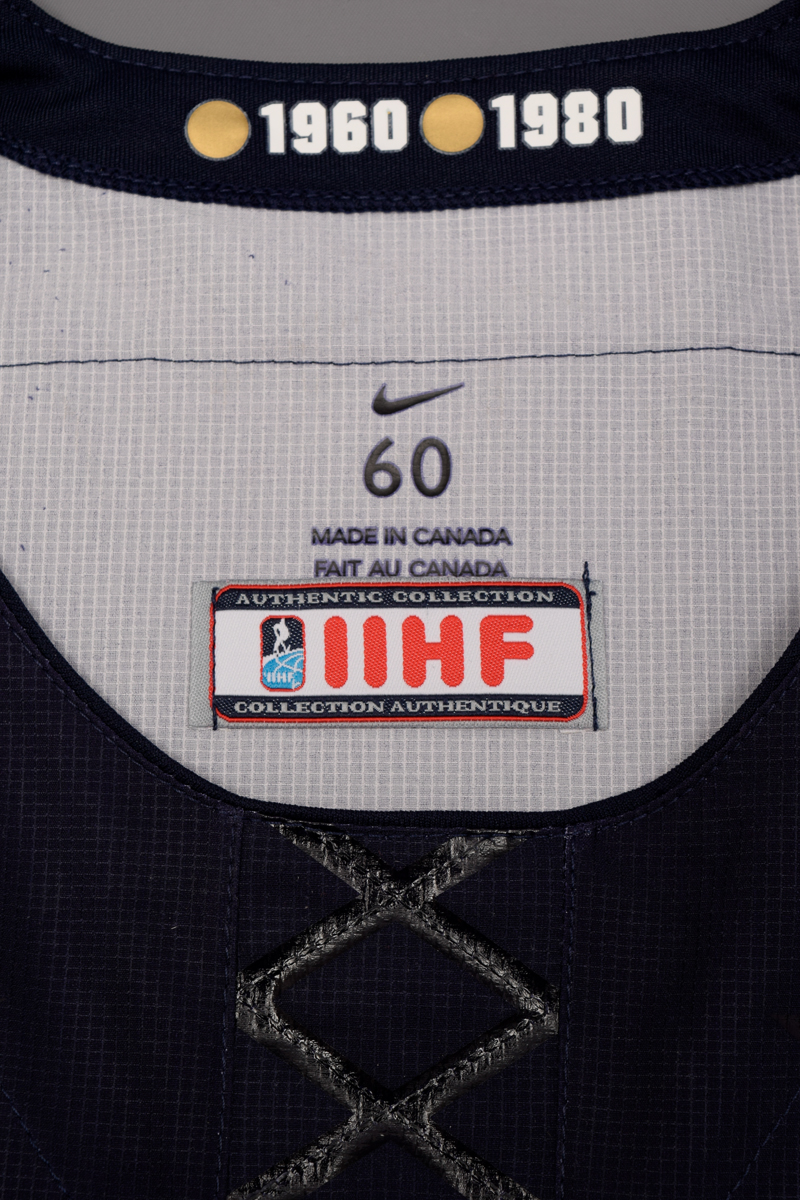 1960 1980
60
MADE IN CANADA
FAIT AU CANADA
AUTHENTIC COLLECTION
IIHF
IIHF
COLLECTION AUTHENTIQUE